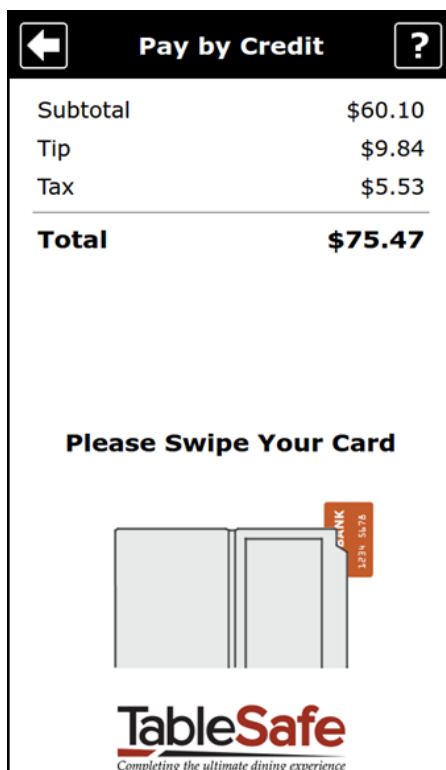 Pay by Credit ?
Subtotal $60.10
Tip $9.84
Tax $5.53
Total $75.47
Please Swipe Your Card
BANK
1234 5678
TableSafe
Completing the ultimate dining experience